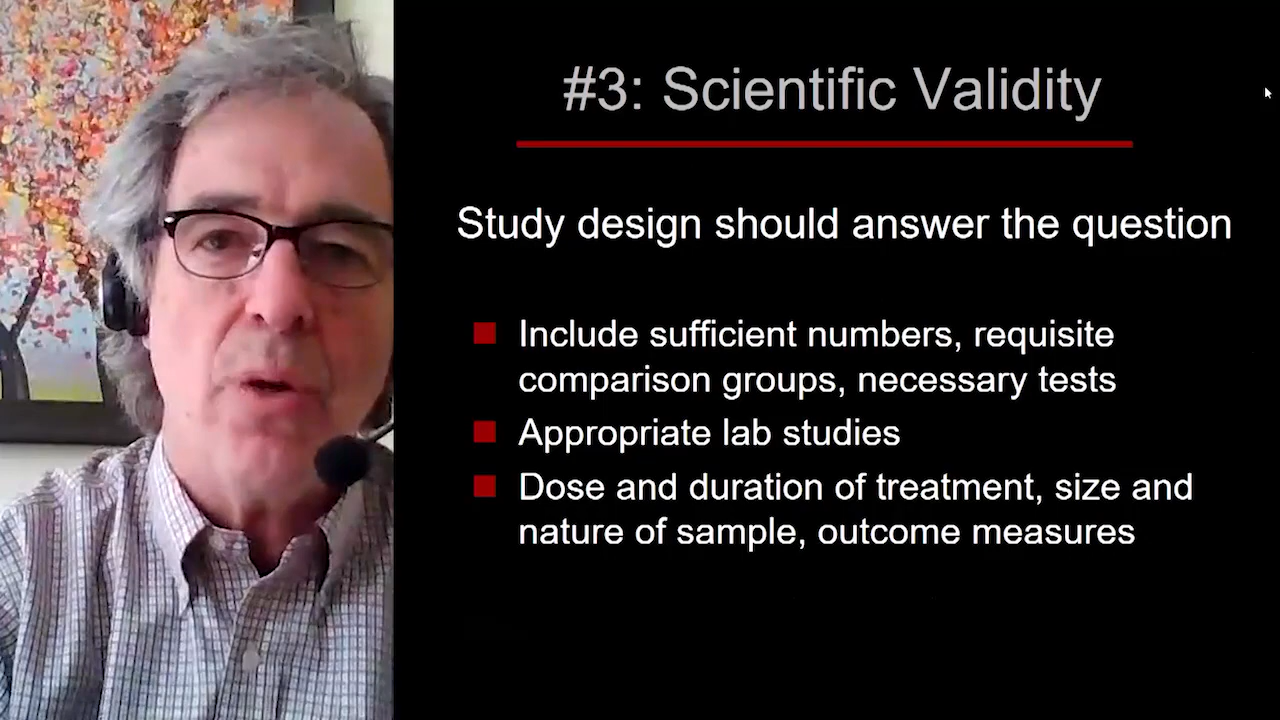 #3: Scientific Validity
Study design should answer the question
Include sufficient numbers, requisite
comparison groups, necessary tests
Appropriate lab studies
Dose and duration of treatment, size and
nature of sample, outcome measures